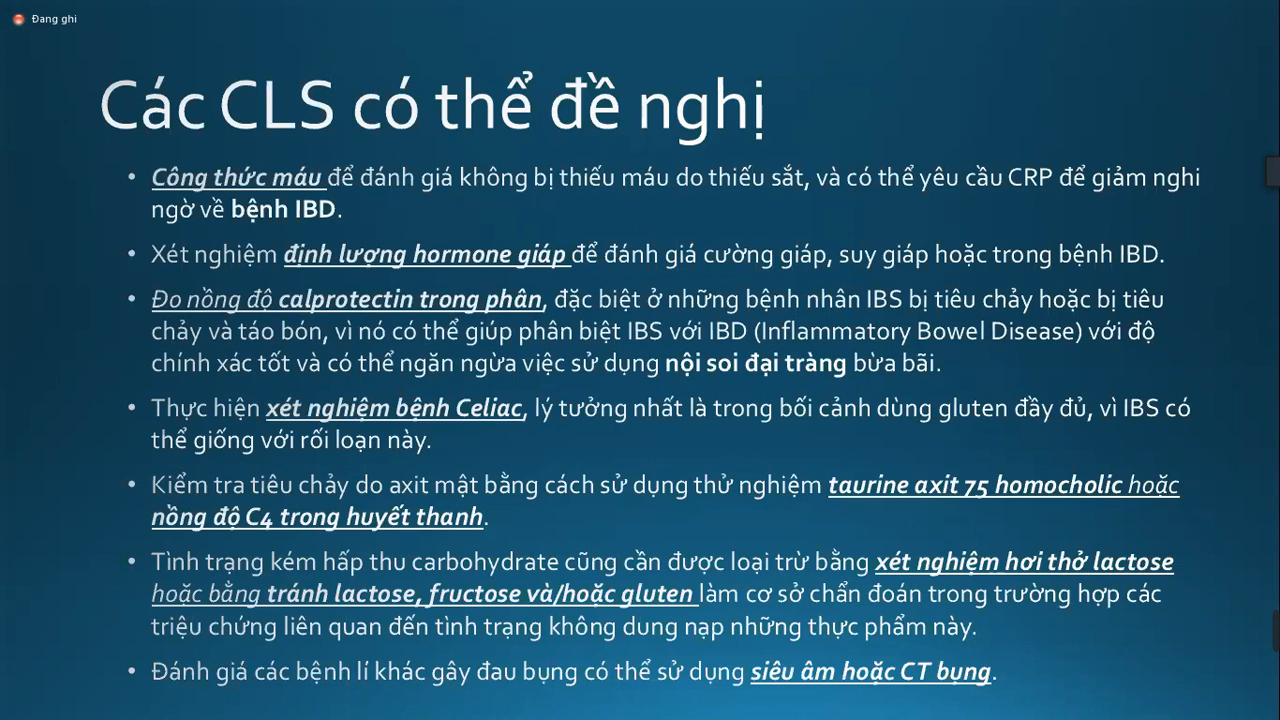 Đang ghi
Các CLS có thể đề nghị
• Công thức máu để đánh giá không bị thiếu máu do thiếu sắt, và có thể yêu cầu CRP để giảm nghi
ngờ về bệnh IBD.
• Xét nghiệm định lượng hormone giáp để đánh giá cường giáp, suy giáp hoặc trong bệnh IBD.
• Đo nồng độ calprotectin trong phân, đặc biệt ở những bệnh nhân IBS bị tiêu chảy hoặc bị tiêu
chảy và táo bón, vì nó có thể giúp phân biệt IBS với IBD (Inflammatory Bowel Disease) với độ
chính xác tốt và có thể ngăn ngừa việc sử dụng nội soi đại tràng bừa bãi.
• Thực hiện xét nghiệm bệnh Celiac, lý tưởng nhất là trong bối cảnh dùng gluten đầy đủ, vì IBS có
thể giống với rối loạn này.
• Kiểm tra tiêu chảy do axit mật bằng cách sử dụng thử nghiệm taurine axit 75 homocholic hoặc
nồng độ C4 trong huyết thanh.
• Tình trạng kém hấp thu carbohydrate cũng cần được loại trừ bằng xét nghiệm hơi thở lactose
hoặc bằng tránh lactose, fructose và/hoặc gluten làm cơ sở chẩn đoán trong trường hợp các
triệu chứng liên quan đến tình trạng không dung nạp những thực phẩm này.
• Đánh giá các bệnh lí khác gây đau bụng có thể sử dụng siêu âm hoặc CT bụng.